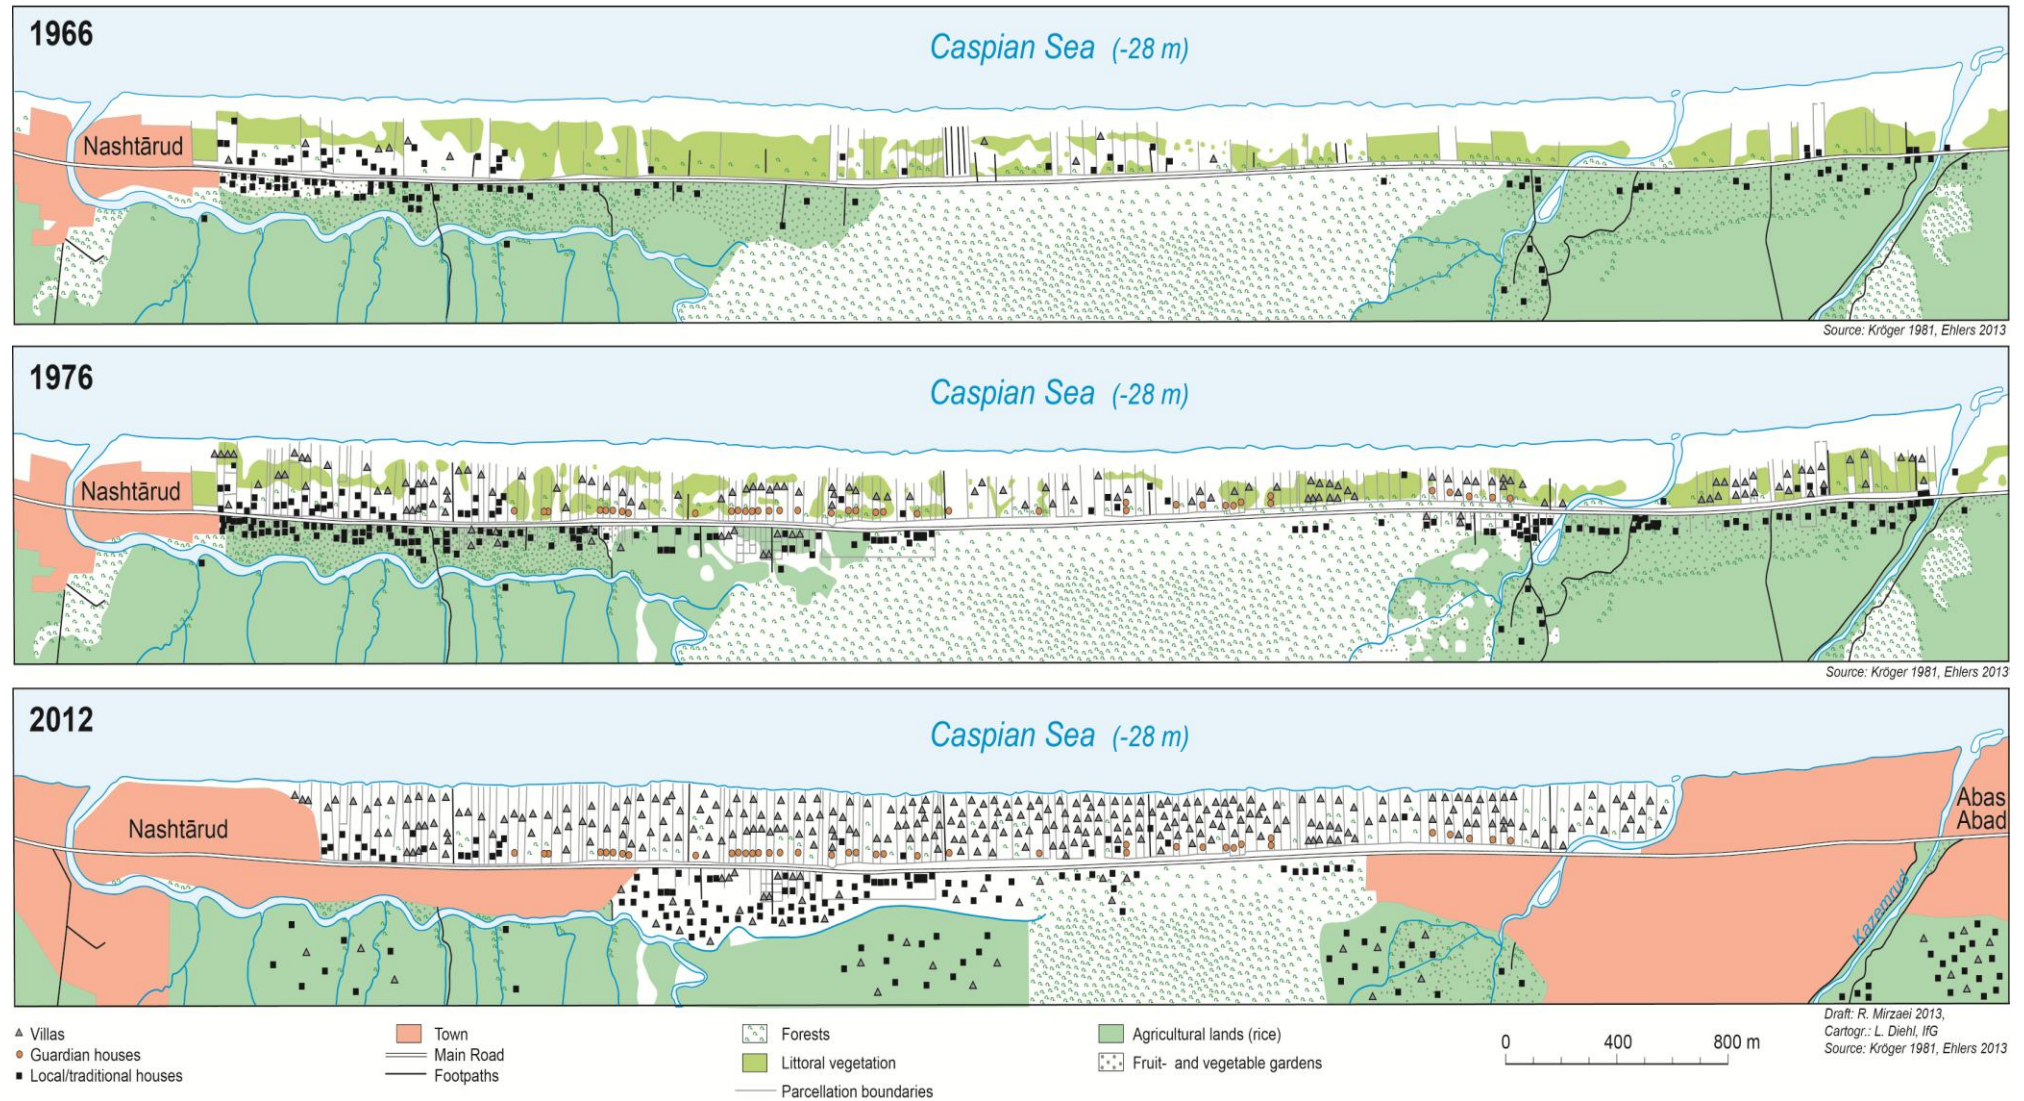 1966
Caspian Sea (-28 m)
Nashtārud
Source: Kröger 1981, Ehlers 2013
1976
Caspian Sea (-28 m)
Nashtārud
Source: Kröger 1981, Ehlers 2013
2012
Caspian Sea (-28 m)
Nashtārud
Abas
Abad
Kazemrud
Villas
Guardian houses
Local/traditional houses
Town
Main Road
Footpaths
Forests
Littoral vegetation
Parcellation boundaries
Agricultural lands (rice)
Fruit- and vegetable gardens
0 400 800 m
Draft: R. Mirzaei 2013,
Cartogr.: L. Diehl, IfG
Source: Kröger 1981, Ehlers 2013